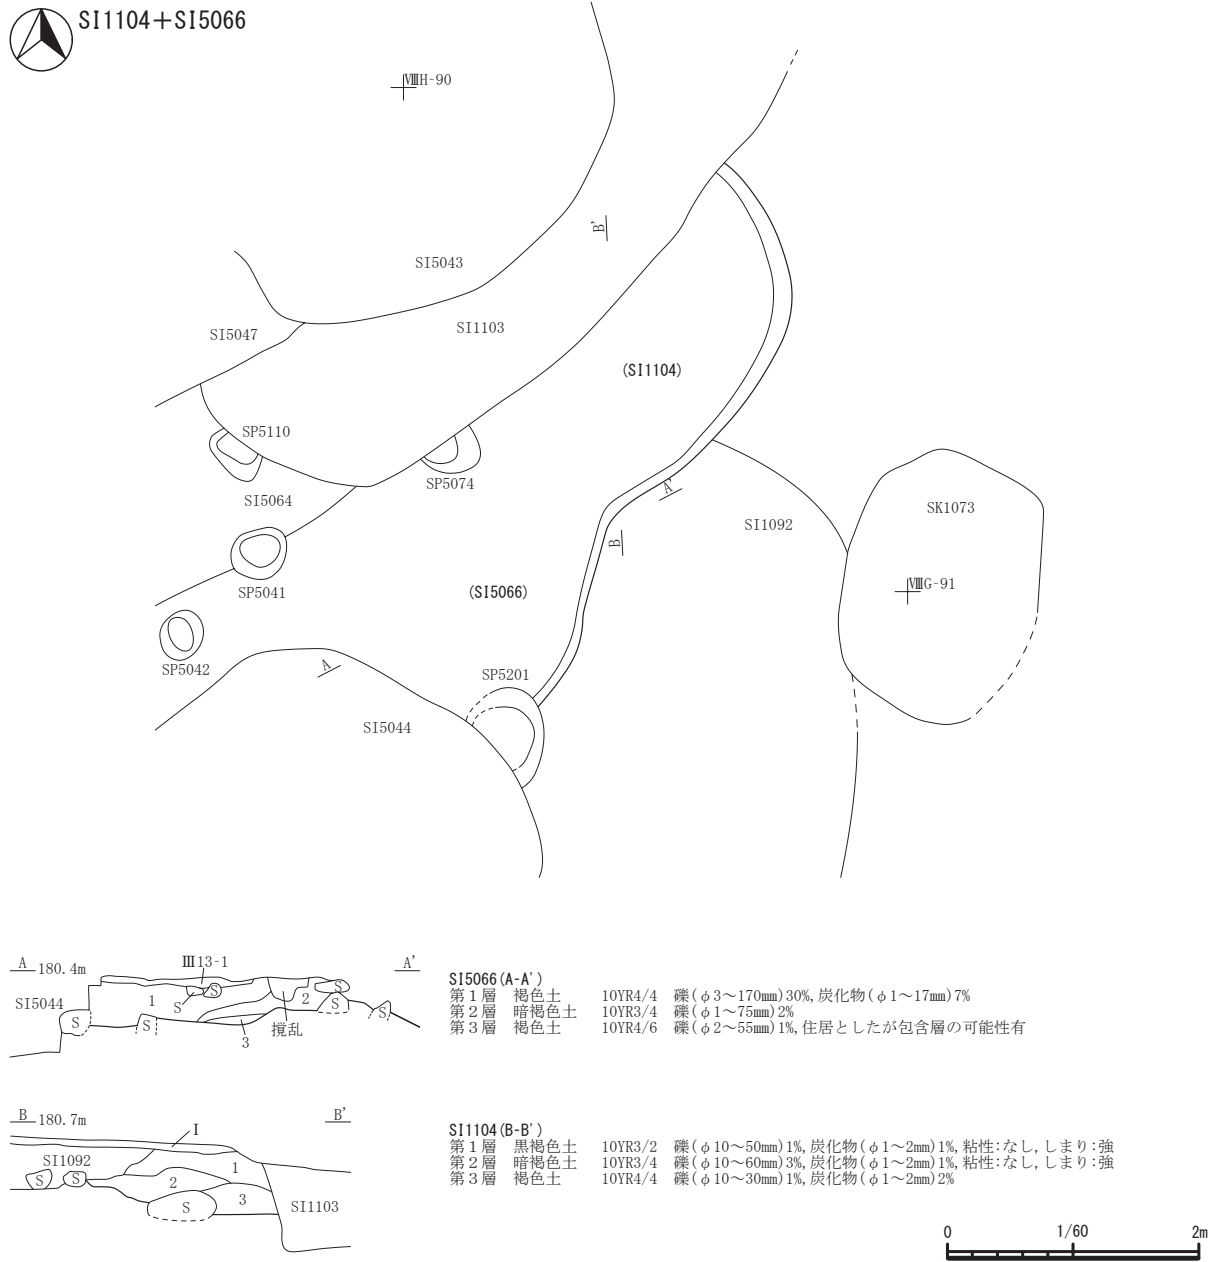 SI1104＋SI5066
ⅧH-90
B'
SI5043
SI5047
SI1103
(SI1104)
SP5110
SP5074
SI5064
A'
SK1073
SI1092
B
ⅧG-91
SP5041
(SI5066)
SP5042
A
SP5201
SI5044
A 180.4m
Ⅲ13-1
A'
SI5044
1
S
S
2
S
S
S
S
S
撹乱
3
SI5066(A-A')
第１層 褐色土 10YR4/4 礫(φ3～170㎜)30%,炭化物(φ1～17㎜)7%
第２層 暗褐色土 10YR3/4 礫(φ1～75㎜)2%
第３層 褐色土 10YR4/6 礫(φ2～55㎜)1%,住居としたが包含層の可能性有
B 180.7m
B'
I
SI1092
1
S
S
2
3
S
SI1103
SI1104(B-B')
第１層 黒褐色土 10YR3/2 礫(φ10～50㎜)1%,炭化物(φ1～2㎜)1%,粘性:なし,しまり:強
第２層 暗褐色土 10YR3/4 礫(φ10～60㎜)3%,炭化物(φ1～2㎜)1%,粘性:なし,しまり:強
第３層 褐色土 10YR4/4 礫(φ10～30㎜)1%,炭化物(φ1～2㎜)2%
0 1/60 2m